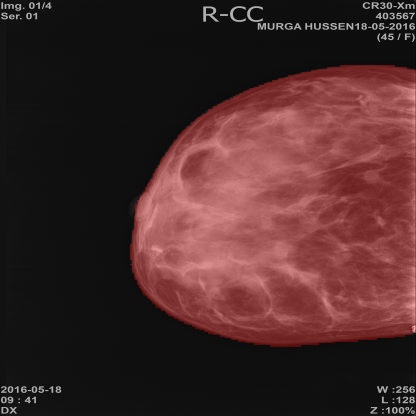 Img. 01/4
Ser. 01
R-CC
CR30-Xm
403567
MURGA HUSSEN18-05-2016
(45 / F)
1
2016-05-18
09 : 41
DX
W :256
L :128
Z :100%